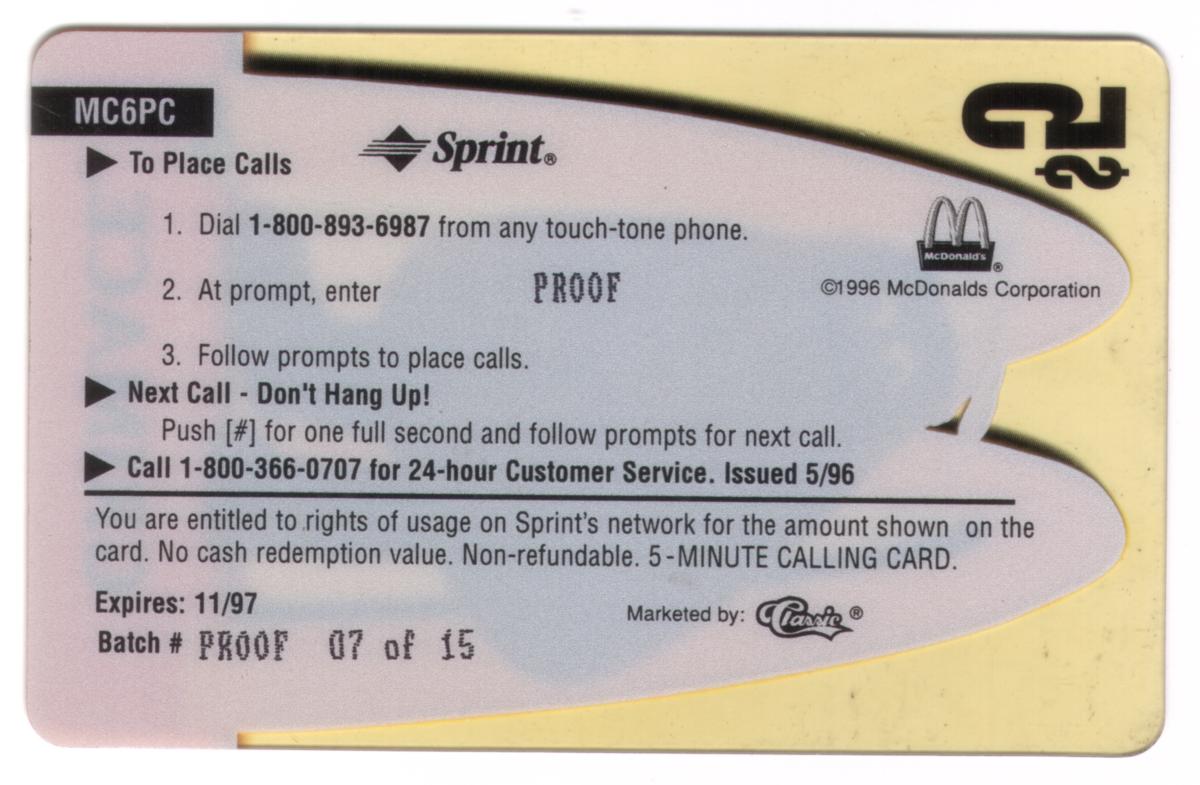 MC6PC
To Place Calls
Sprint®
1. Dial 1-800-893-6987 from any touch-tone phone.
2. At prompt, enter PROOF
3. Follow prompts to place calls.
McDonald's®
©1996 McDonalds Corporation
Next Call - Don't Hang Up!
Push [#] for one full second and follow prompts for next call.
Call 1-800-366-0707 for 24-hour Customer Service. Issued 5/96
You are entitled to rights of usage on Sprint's network for the amount shown on the
card. No cash redemption value. Non-refundable. 5-MINUTE CALLING CARD.
Expires: 11/97
Marketed by: Classic®
Batch # PROOF 07 of 15